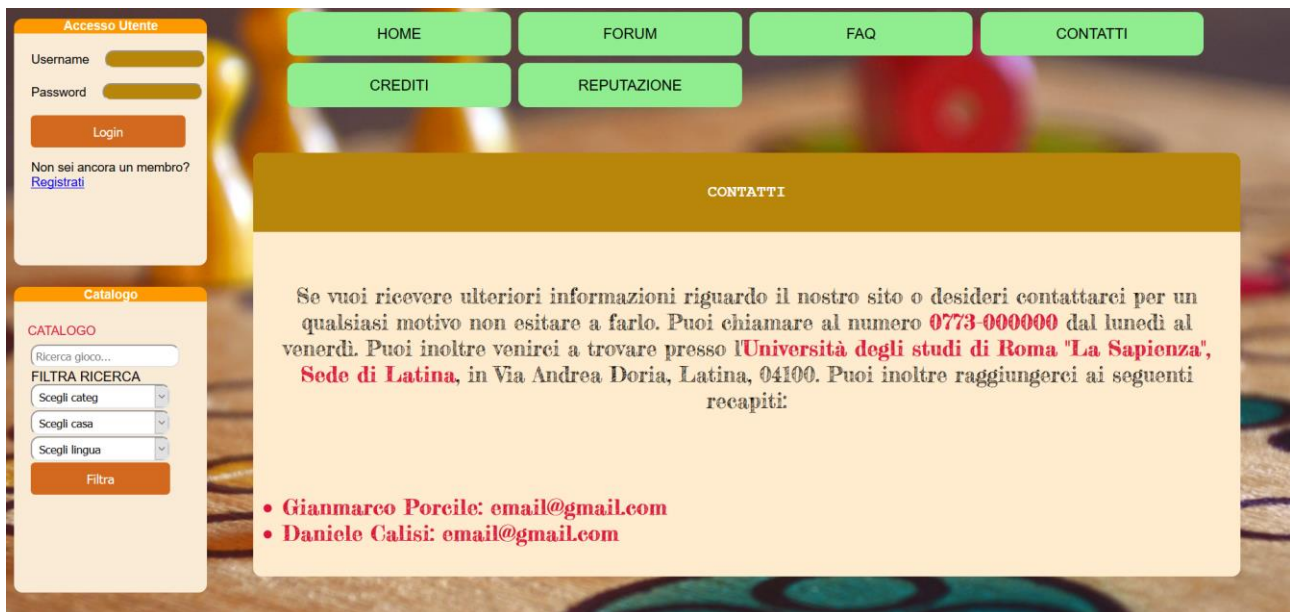 Accesso Utente
Username
Password
Login
Non sei ancora un membro?
Registrati
Catalogo
CATALOGO
Ricerca gioco...
FILTRA RICERCA
Scegli categ
Scegli casa
Scegli lingua
Filtra
HOME
FORUM
FAQ
CONTATTI
CREDITI
REPUTAZIONE
CONTATTI
Se vuoi ricevere ulteriori informazioni riguardo il nostro sito o desideri contattarci per un
qualsiasi motivo non esitare a farlo. Puoi chiamare al numero 0773-000000 dal lunedì al
venerdì. Puoi inoltre venirci a trovare presso l'Università degli studi di Roma "La Sapienza",
Sede di Latina, in Via Andrea Doria, Latina, 04100. Puoi inoltre raggiungerci ai seguenti
recapiti:
• Gianmarco Porcile: email@gmail.com
• Daniele Calisi: email@gmail.com